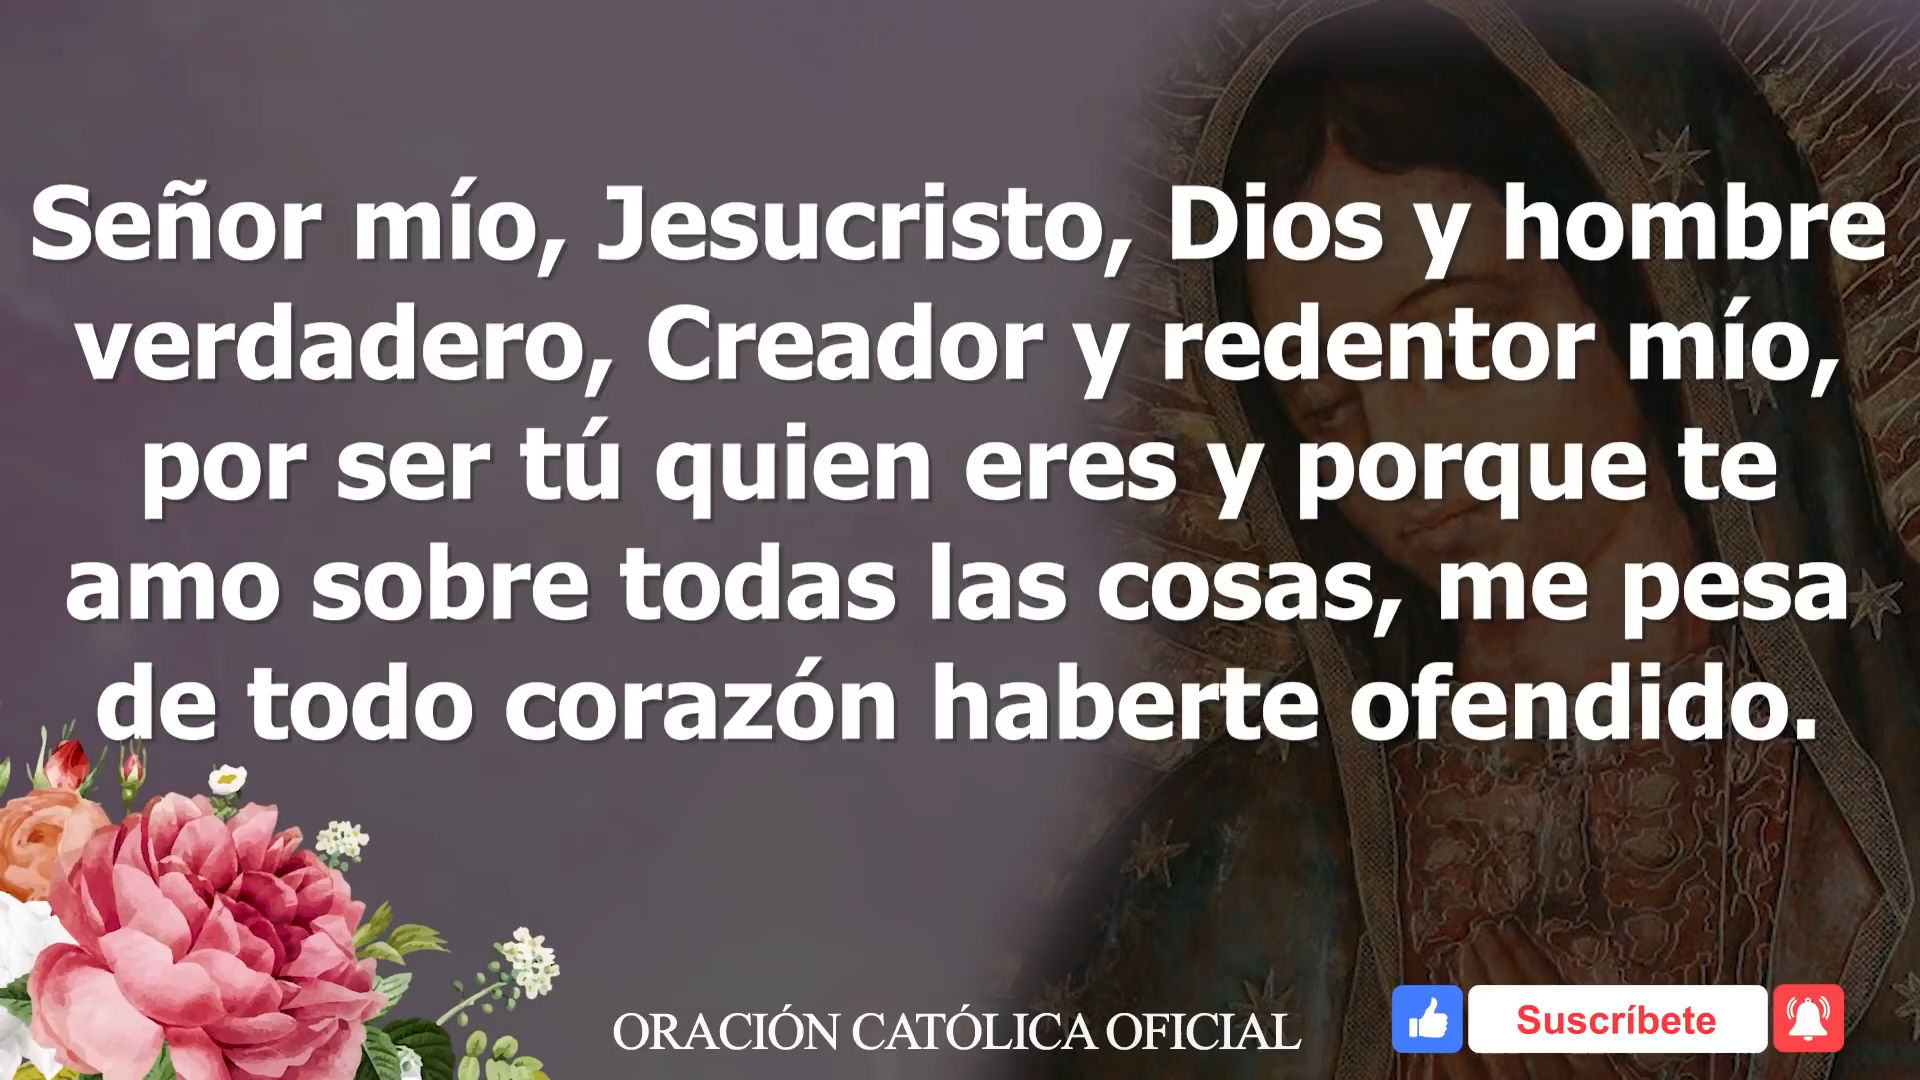 Señor mío, Jesucristo, Dios y hombre
verdadero, Creador y redentor mío,
por ser tú quien eres y porque te
amo sobre todas las cosas, me pesa
de todo corazón haberte ofendido.
ORACIÓN CATÓLICA OFICIAL
Suscríbete